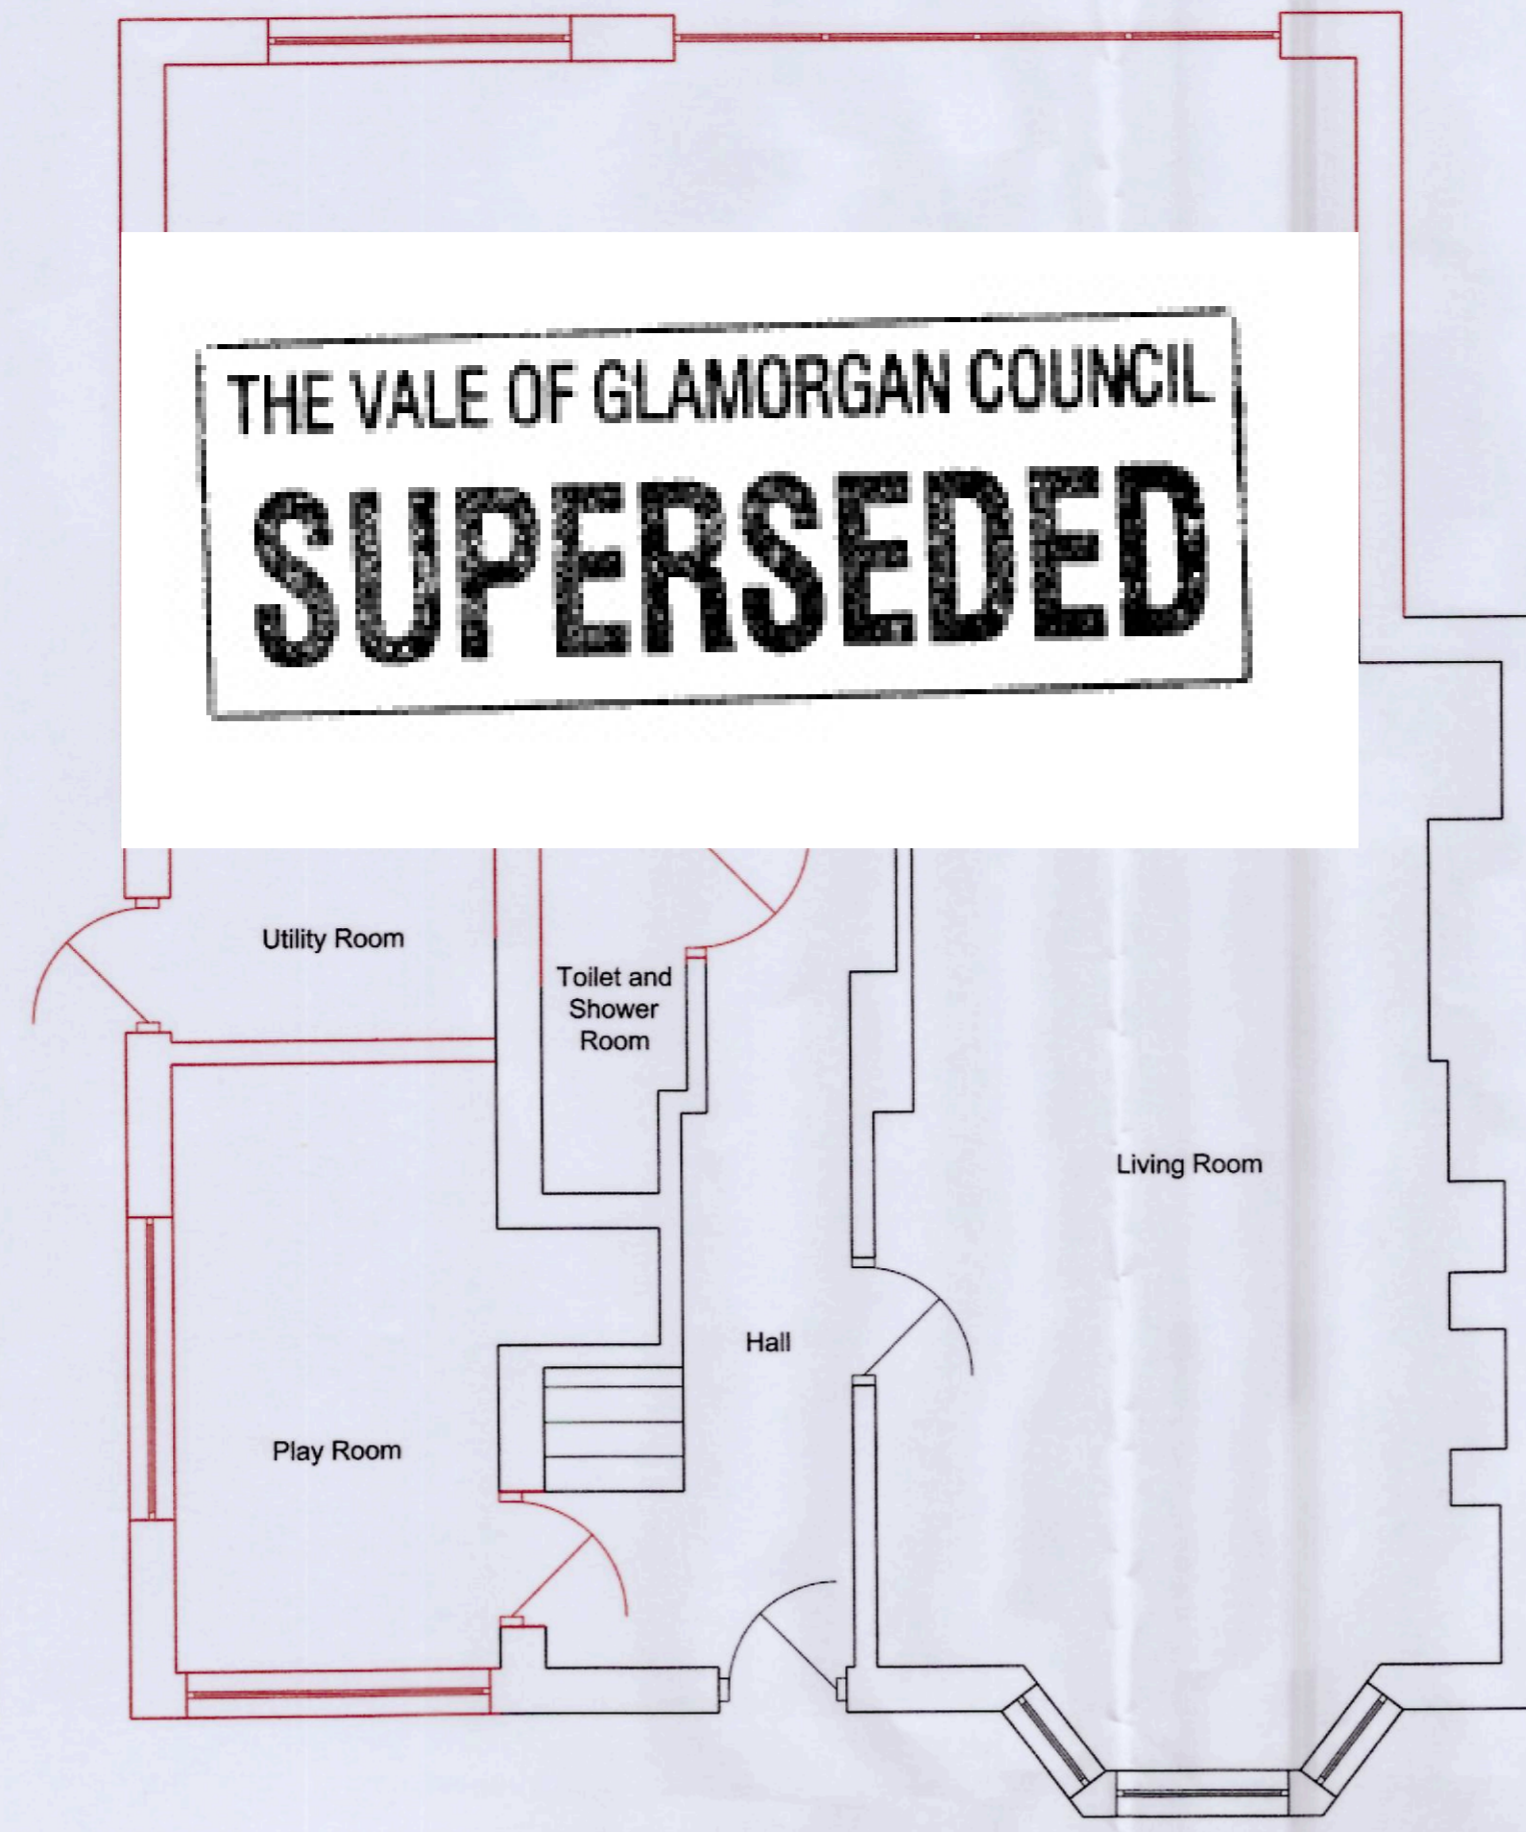 THE VALE OF GLAMORGAN COUNCIL
SUPERSEDED
Utility Room
Toilet and
Shower
Room
Living Room
Hall
Play Room